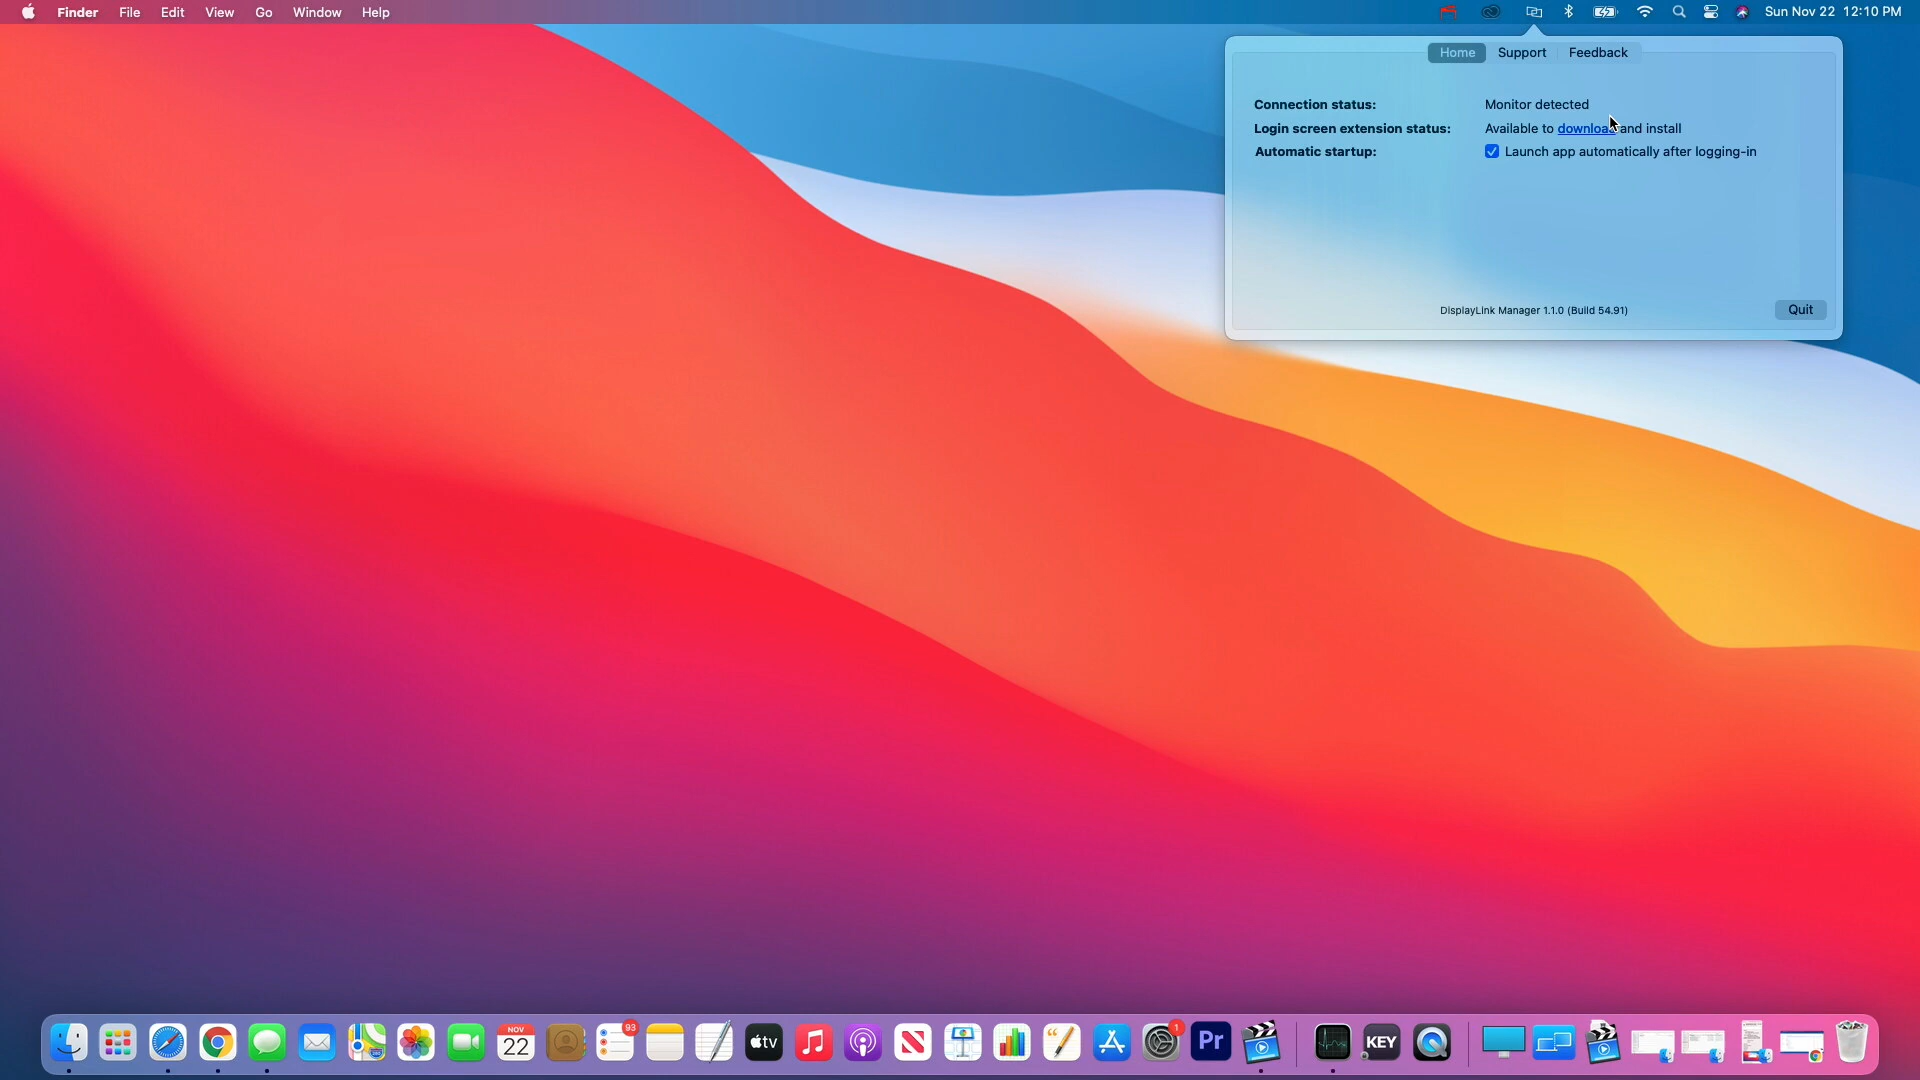 Finder File Edit View Go Window Help Sun Nov 22 12:10 PM
Home Support Feedback
Connection status: Monitor detected
Login screen extension status: Available to download and install
Automatic startup: Launch app automatically after logging-in
DisplayLink Manager 1.1.0 (Build 54.91)
Quit
NOV
22
93
tv
1
Pr
KEY